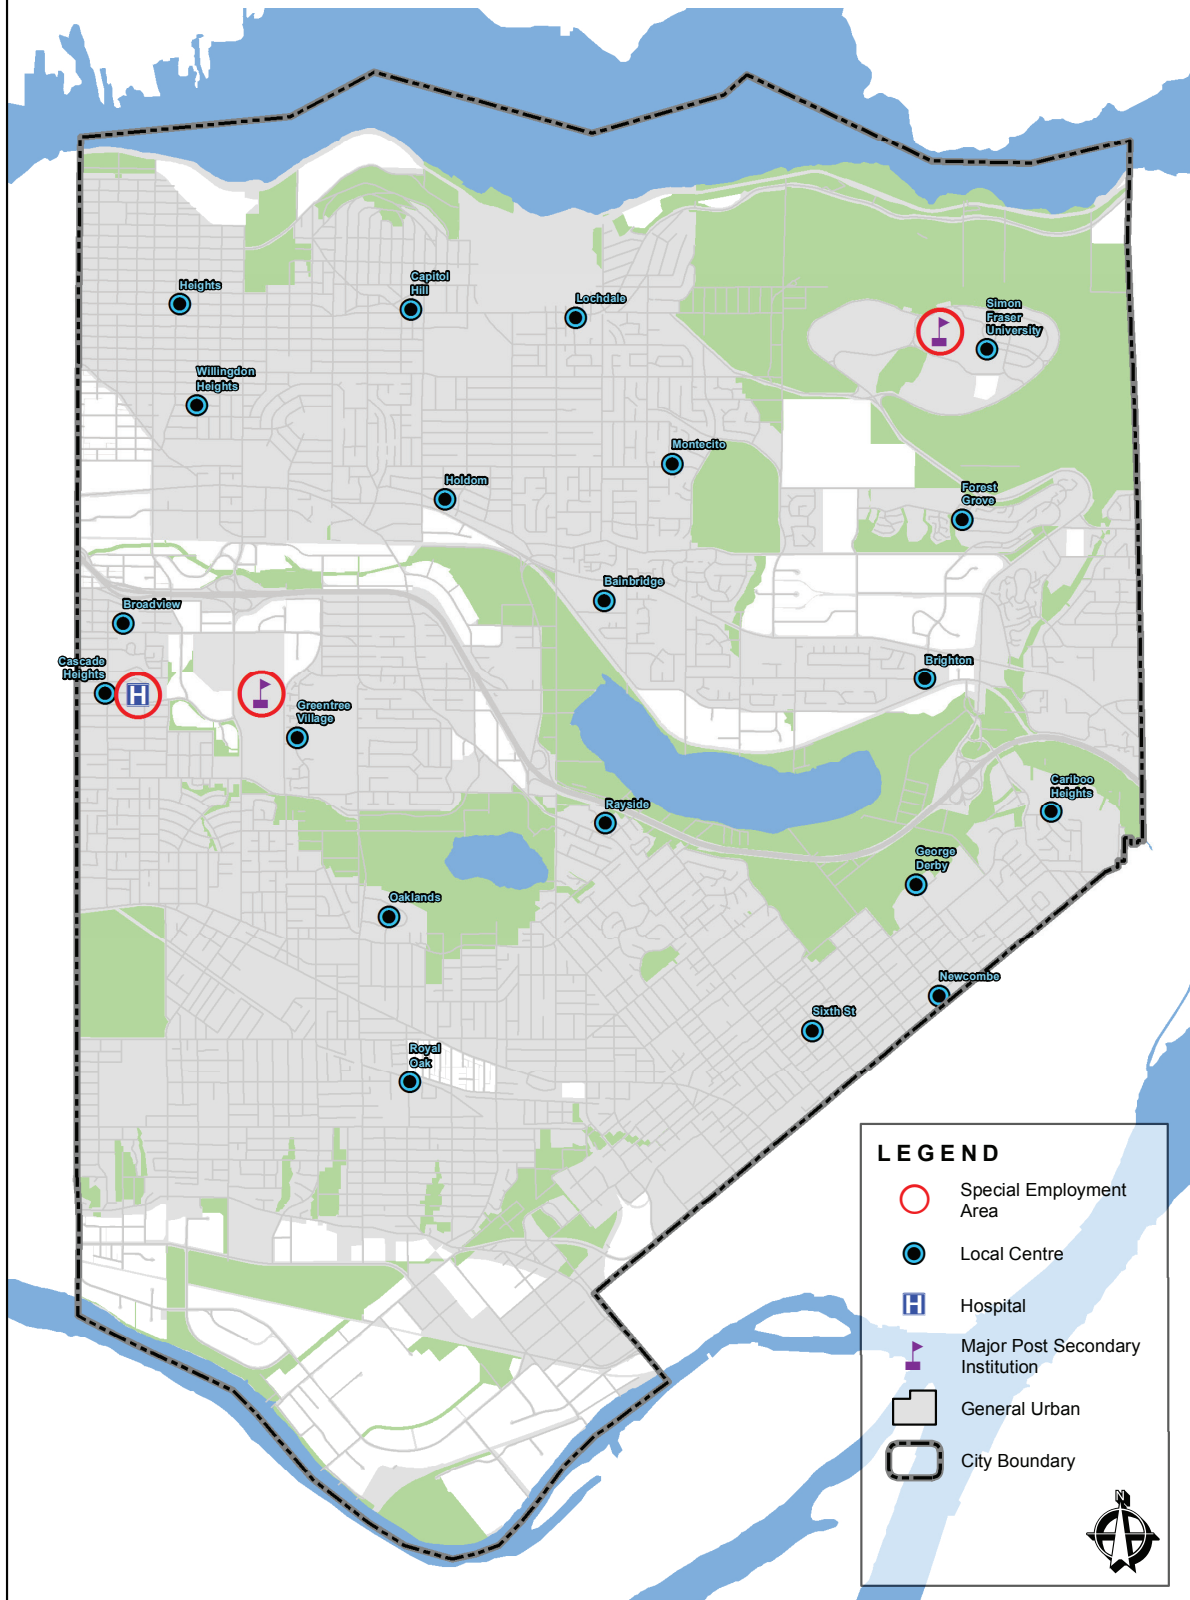 Heights
Capitol
Hill
Lochdale
Simon
Fraser
University
Willingdon
Heights
Montecito
Holdom
Forest
Grove
Bainbridge
Broadview
Cascade
Heights
H
Brighton
Greentree
Village
Cariboo
Heights
Rayside
George
Derby
Oaklands
Newcombe
Sixth St
Royal
Oak
LEGEND
Special Employment
Area
Local Centre
H
Hospital
Major Post Secondary
Institution
General Urban
City Boundary
N